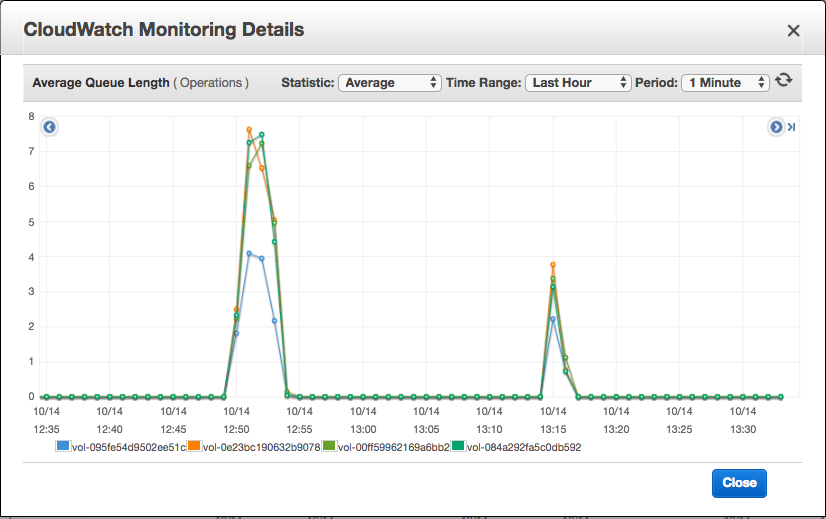 CloudWatch Monitoring Details
Average Queue Length ( Operations ) Statistic: Average Time Range: Last Hour Period: 1 Minute
8
7
6
5
4
3
2
1
0
10/14 10/14 10/14 10/14 10/14 10/14 10/14 10/14 10/14 10/14 10/14 10/14
12:35 12:40 12:45 12:50 12:55 13:00 13:05 13:10 13:15 13:20 13:25 13:30
vol-095fe54d9502ee51c vol-0e23bc190632b9078 vol-00ff59962169a6bb2 vol-084a292fa5c0db592
Close